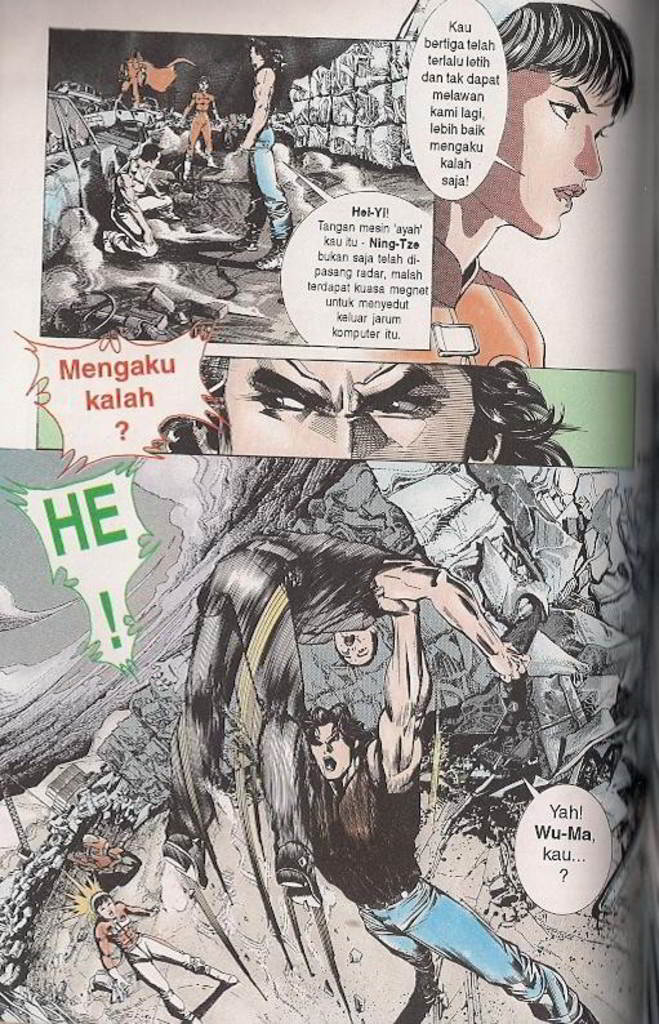 Kau
bertiga telah
terlalu letih
dan tak dapat
melawan
kami lagi,
lebih baik
mengaku
kalah
saja!
Hei-Yi!
Tangan mesin 'ayah'
kau itu - Ning-Tze
bukan saja telah di-
pasang radar, malah
terdapat kuasa megnet
untuk menyedut
keluar jarum
komputer itu.
Mengaku
kalah
?
HE
!
Yah!
Wu-Ma,
kau...
?